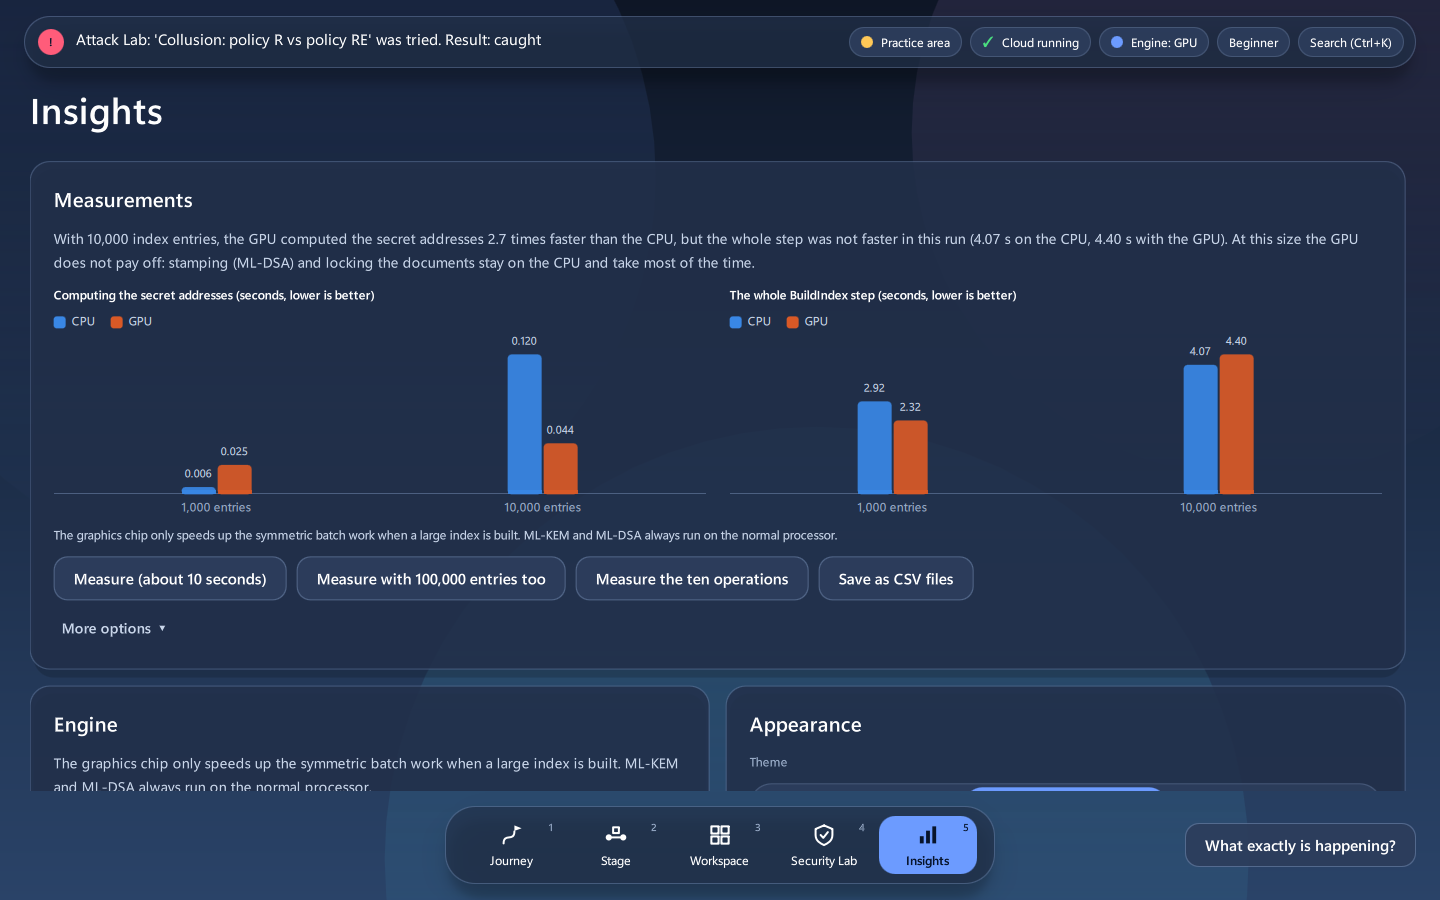 ! Attack Lab: 'Collusion: policy R vs policy RE' was tried. Result: caught
Practice area
✓ Cloud running
Engine: GPU
Beginner
Search (Ctrl+K)
Insights
Measurements
With 10,000 index entries, the GPU computed the secret addresses 2.7 times faster than the CPU, but the whole step was not faster in this run (4.07 s on the CPU, 4.40 s with the GPU). At this size the GPU
does not pay off: stamping (ML-DSA) and locking the documents stay on the CPU and take most of the time.
Computing the secret addresses (seconds, lower is better)
CPU GPU
0.120
0.044
0.025
0.006
1,000 entries 10,000 entries
The whole BuildIndex step (seconds, lower is better)
CPU GPU
4.40
4.07
2.92
2.32
1,000 entries 10,000 entries
The graphics chip only speeds up the symmetric batch work when a large index is built. ML-KEM and ML-DSA always run on the normal processor.
Measure (about 10 seconds)
Measure with 100,000 entries too
Measure the ten operations
Save as CSV files
More options ▼
Engine
The graphics chip only speeds up the symmetric batch work when a large index is built. ML-KEM
and ML-DSA always run on the normal processor.
Appearance
Theme
Journey 1
Stage 2
Workspace 3
Security Lab 4
Insights 5
What exactly is happening?